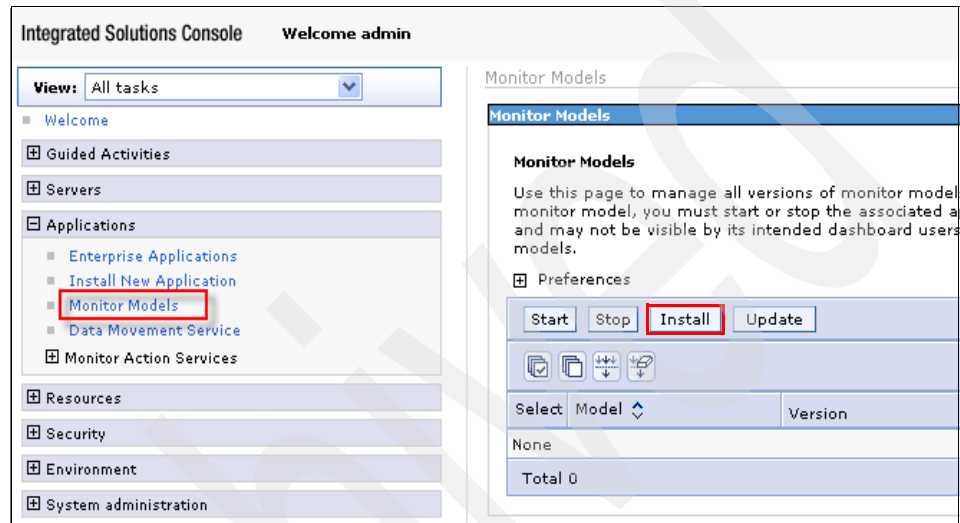 Integrated Solutions Console Welcome admin
View: All tasks
Welcome
Guided Activities
Servers
Applications
Enterprise Applications
Install New Application
Monitor Models
Data Movement Service
Monitor Action Services
Resources
Security
Environment
System administration
Monitor Models
Monitor Models
Monitor Models
Use this page to manage all versions of monitor model
monitor model, you must start or stop the associated a
and may not be visible by its intended dashboard users
models.
Preferences
Start Stop Install Update
Select Model Version
None
Total 0